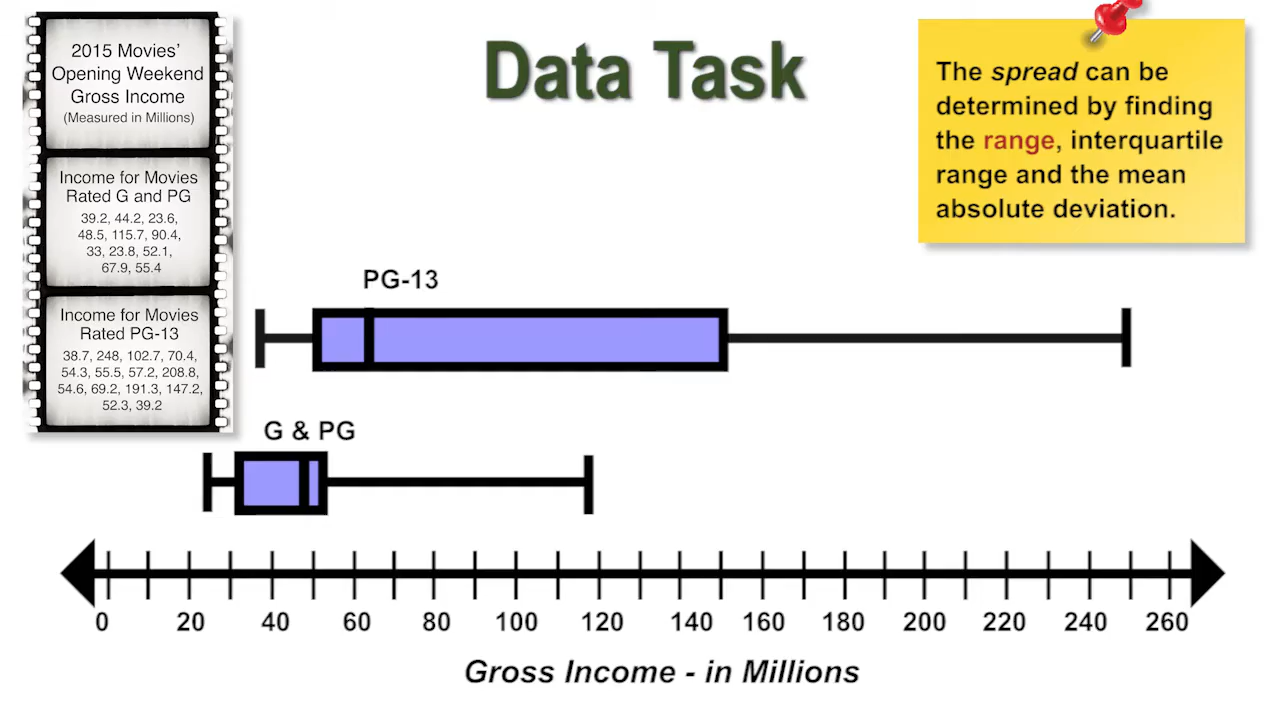 2015 Movies'
Opening Weekend
Gross Income
(Measured in Millions)
Income for Movies
Rated G and PG
39.2, 44.2, 23.6,
48.5, 115.7, 90.4,
33, 23.8, 52.1,
67.9, 55.4
Income for Movies
Rated PG-13
38.7, 248, 102.7, 70.4,
54.3, 55.5, 57.2, 208.8,
54.6, 69.2, 191.3, 147.2,
52.3, 39.2
Data Task
The spread can be
determined by finding
the range, interquartile
range and the mean
absolute deviation.
PG-13
G & PG
0 20 40 60 80 100 120 140 160 180 200 220 240 260
Gross Income - in Millions